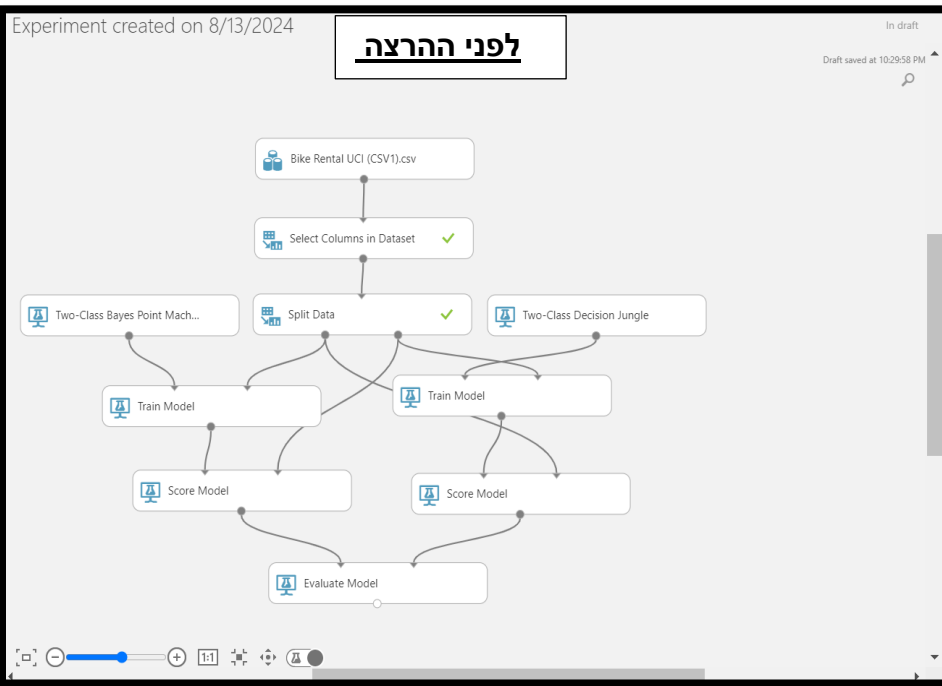 Experiment created on 8/13/2024
לפני ההרצה
In draft
Draft saved at 10:29:58 PM
Bike Rental UCI (CSV1).csv
Select Columns in Dataset
Two-Class Bayes Point Mach...
Split Data
Two-Class Decision Jungle
Train Model
Train Model
Score Model
Score Model
Evaluate Model
1:1